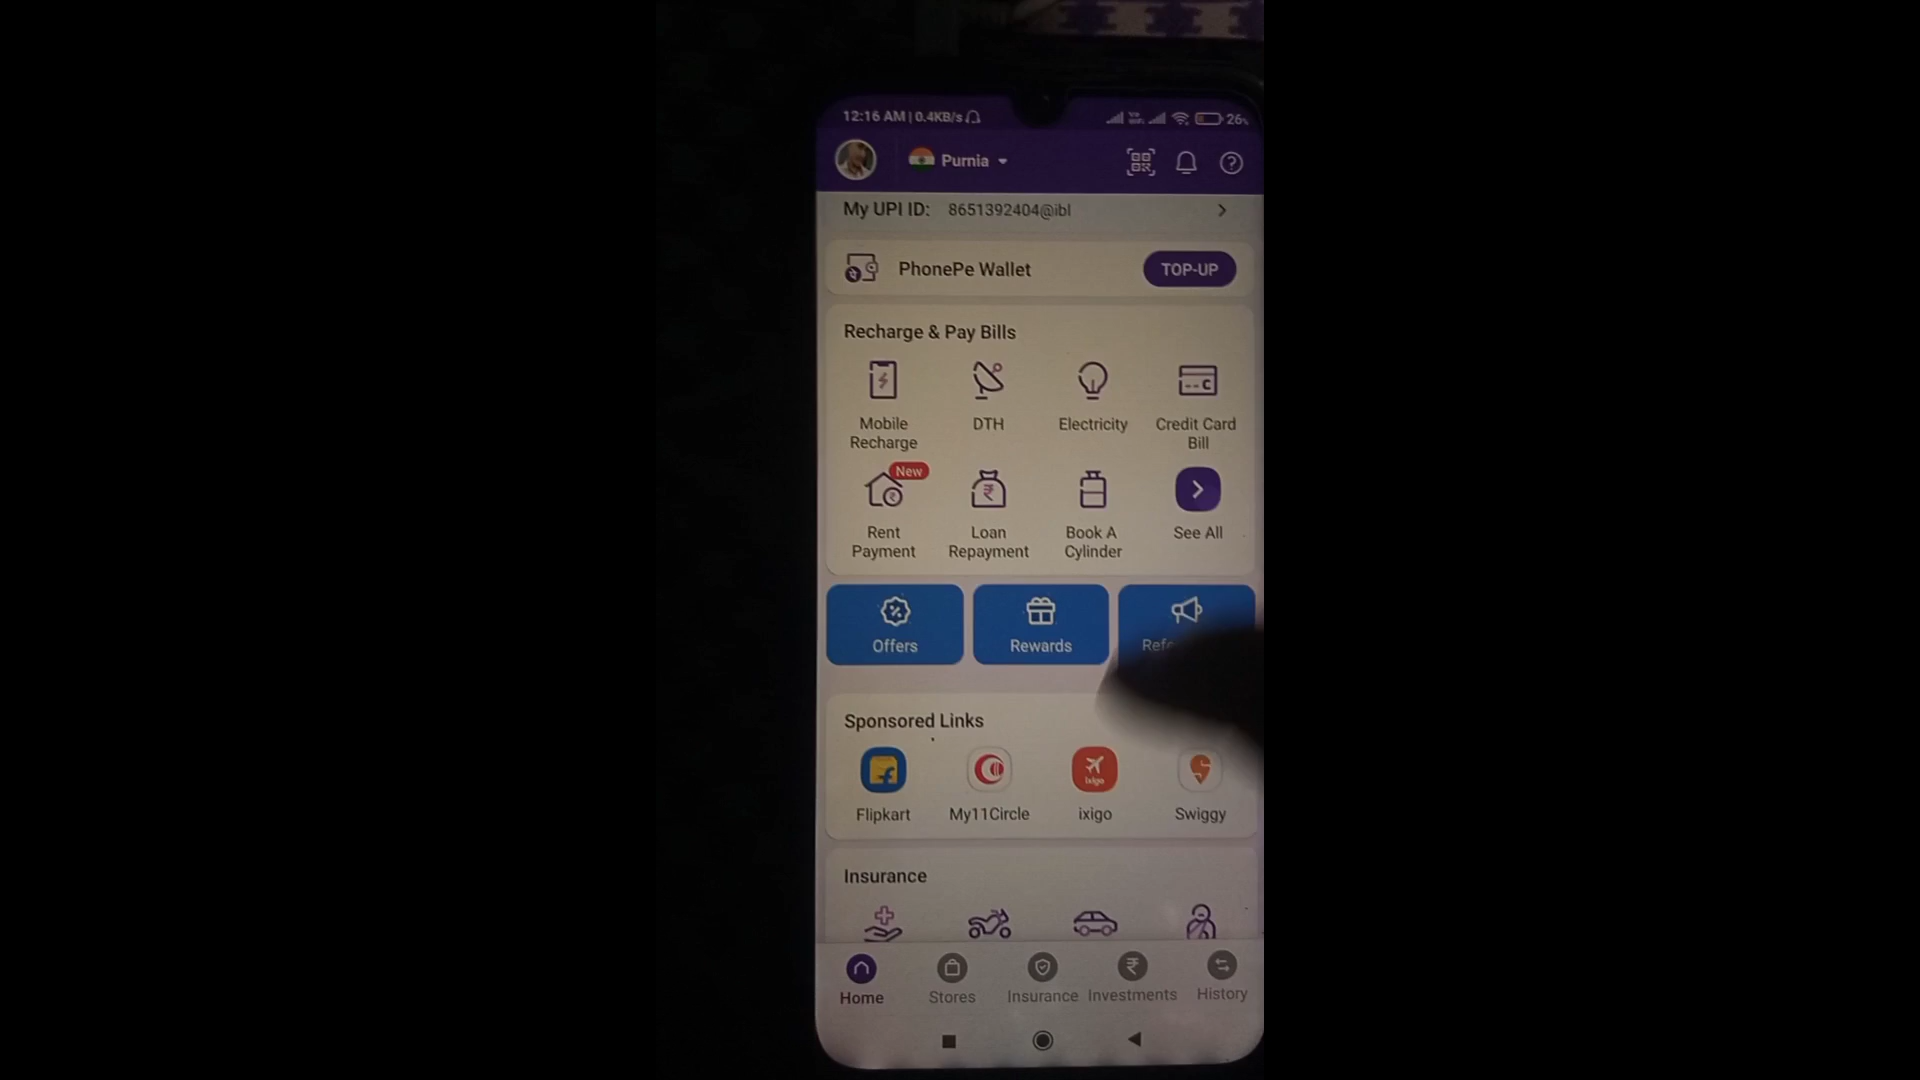 12:16 AM | 0.4KB/s
26
Purnia
My UPI ID: 8651392404@ibl
PhonePe Wallet
TOP-UP
Recharge & Pay Bills
Mobile Recharge
DTH
Electricity
Credit Card Bill
New
Rent Payment
Loan Repayment
Book A Cylinder
See All
Offers
Rewards
Sponsored Links
ixigo
Flipkart
My11Circle
ixigo
Swiggy
Insurance
Home
Stores
Insurance
Investments
History